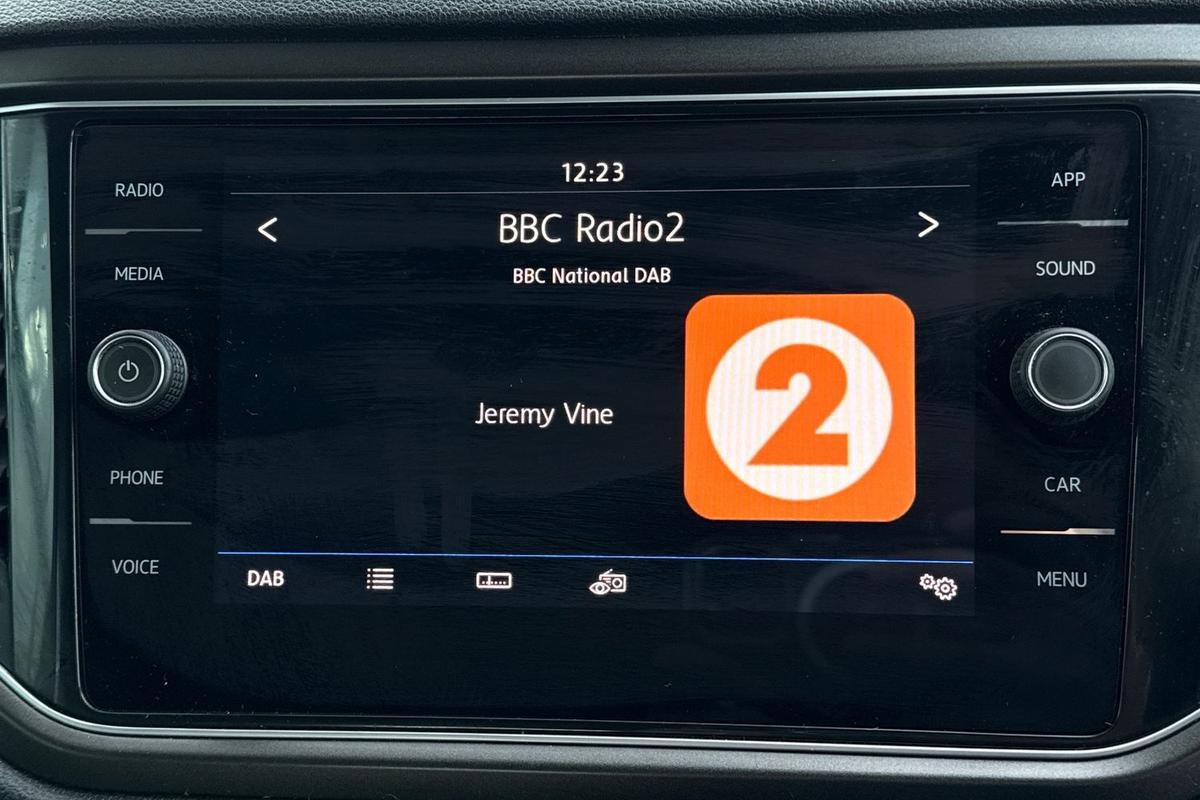 12:23
BBC Radio2
BBC National DAB
Jeremy Vine
2
DAB
RADIO
MEDIA
PHONE
VOICE
APP
SOUND
CAR
MENU